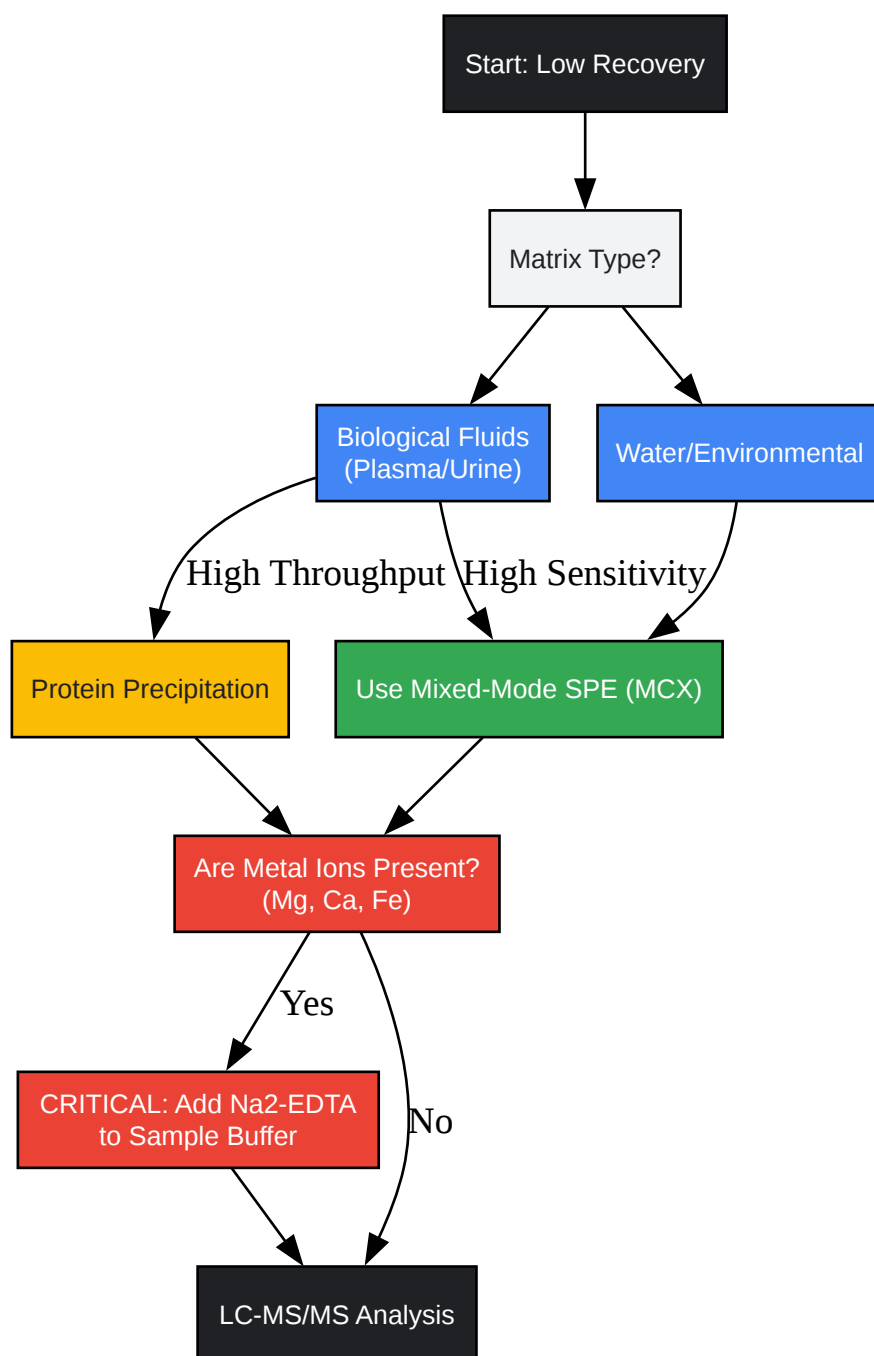 Start: Low Recovery
Matrix Type?
Biological Fluids
(Plasma/Urine)
Water/Environmental
High Throughput
High Sensitivity
Protein Precipitation
Use Mixed-Mode SPE (MCX)
Are Metal Ions Present?
(Mg, Ca, Fe)
Yes
CRITICAL: Add Na2-EDTA
to Sample Buffer
No
LC-MS/MS Analysis